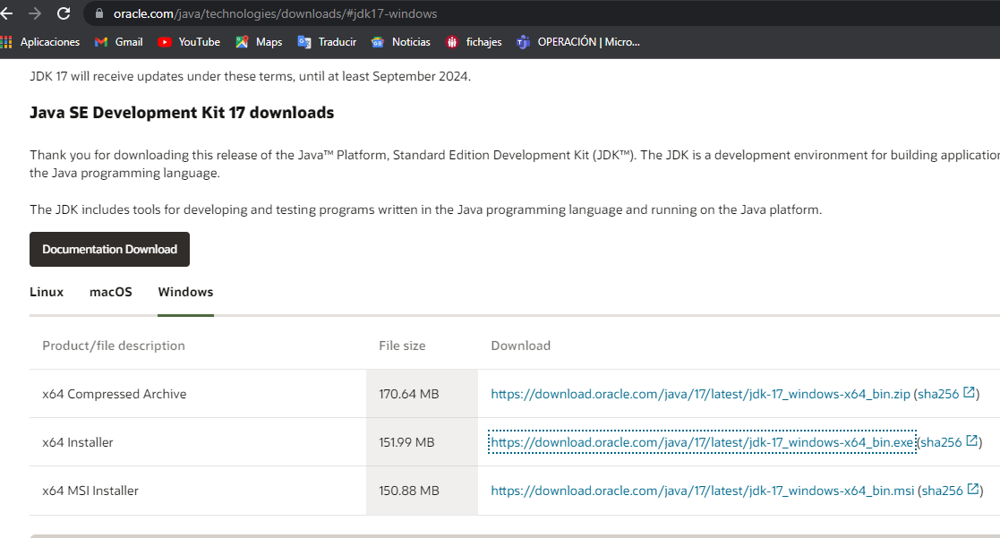 oracle.com/java/technologies/downloads/#jdk17-windows
Aplicaciones Gmail YouTube Maps Traducir Noticias fichajes OPERACIÓN | Micro...
JDK 17 will receive updates under these terms, until at least September 2024.
Java SE Development Kit 17 downloads
Thank you for downloading this release of the Java™ Platform, Standard Edition Development Kit (JDK™). The JDK is a development environment for building application
the Java programming language.
The JDK includes tools for developing and testing programs written in the Java programming language and running on the Java platform.
Documentation Download
Linux macOS Windows
Product/file description File size Download
x64 Compressed Archive 170.64 MB https://download.oracle.com/java/17/latest/jdk-17_windows-x64_bin.zip (sha256)
x64 Installer 151.99 MB https://download.oracle.com/java/17/latest/jdk-17_windows-x64_bin.exe (sha256)
x64 MSI Installer 150.88 MB https://download.oracle.com/java/17/latest/jdk-17_windows-x64_bin.msi (sha256)